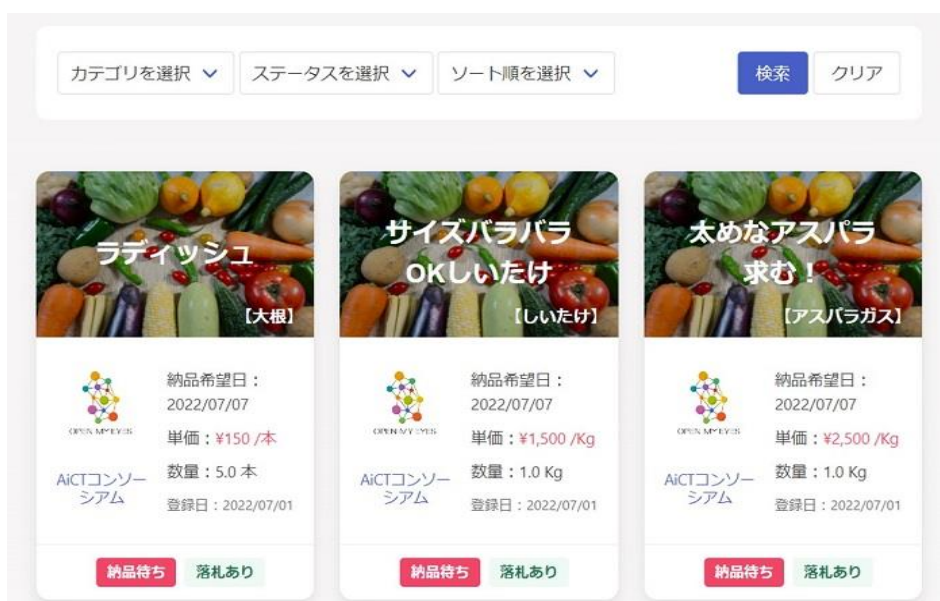 カテゴリを選択
ステータスを選択
ソート順を選択
検索
クリア
ラディッシュ
【大根】
OPEN MY EYES
AiCTコンソー
シアム
納品希望日：
2022/07/07
単価：¥150 /本
数量：5.0 本
登録日：2022/07/01
納品待ち
落札あり
サイズバラバラ
OKしいたけ
【しいたけ】
OPEN MY EYES
AiCTコンソー
シアム
納品希望日：
2022/07/07
単価：¥1,500 /Kg
数量：1.0 Kg
登録日：2022/07/01
納品待ち
落札あり
太めなアスパラ
求む！
【アスパラガス】
OPEN MY EYES
AiCTコンソー
シアム
納品希望日：
2022/07/07
単価：¥2,500 /Kg
数量：1.0 Kg
登録日：2022/07/01
納品待ち
落札あり